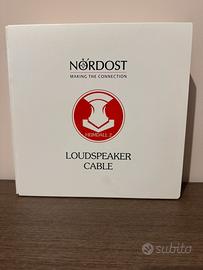 NORDOST
MAKING THE CONNECTION
HEIMDALL 2
LOUDSPEAKER
CABLE
subito